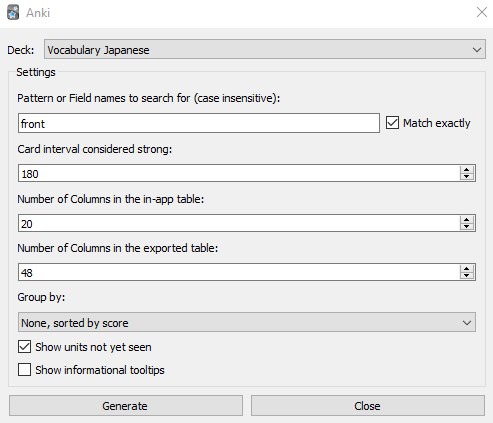 Anki
Deck: Vocabulary Japanese
Settings
Pattern or Field names to search for (case insensitive):
front Match exactly
Card interval considered strong:
180
Number of Columns in the in-app table:
20
Number of Columns in the exported table:
48
Group by:
None, sorted by score
Show units not yet seen
Show informational tooltips
Generate Close